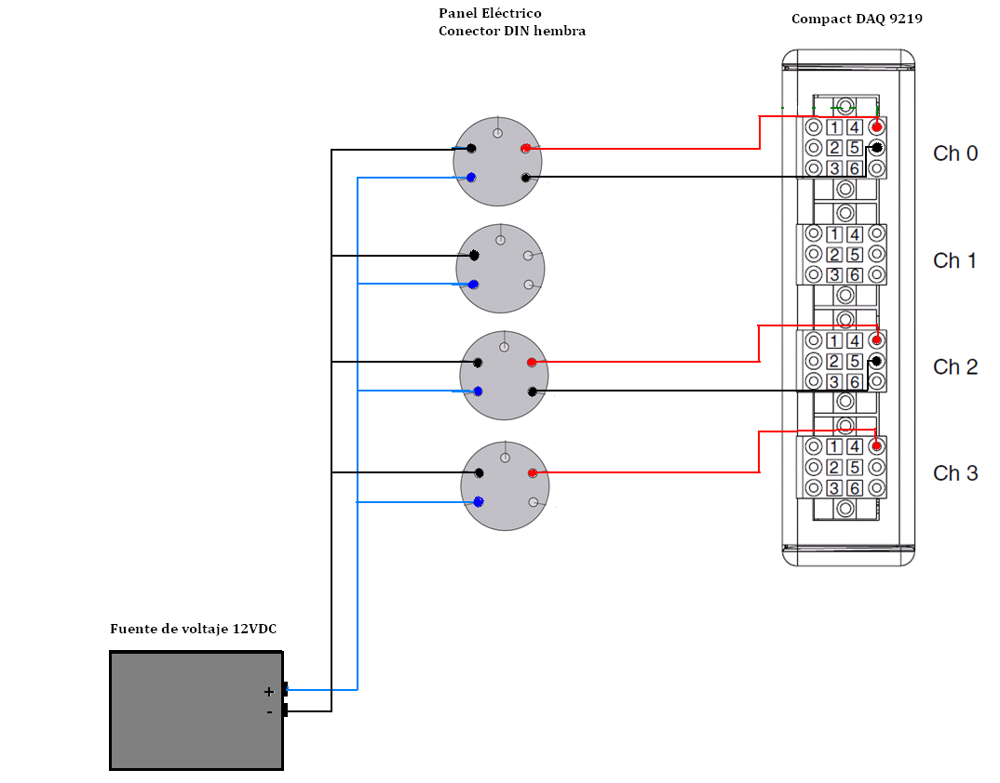 Panel Eléctrico
Conector DIN hembra
Compact DAQ 9219
1 4
2 5
3 6
Ch 0
1 4
2 5
3 6
Ch 1
1 4
2 5
3 6
Ch 2
1 4
2 5
3 6
Ch 3
Fuente de voltaje 12VDC
+
-